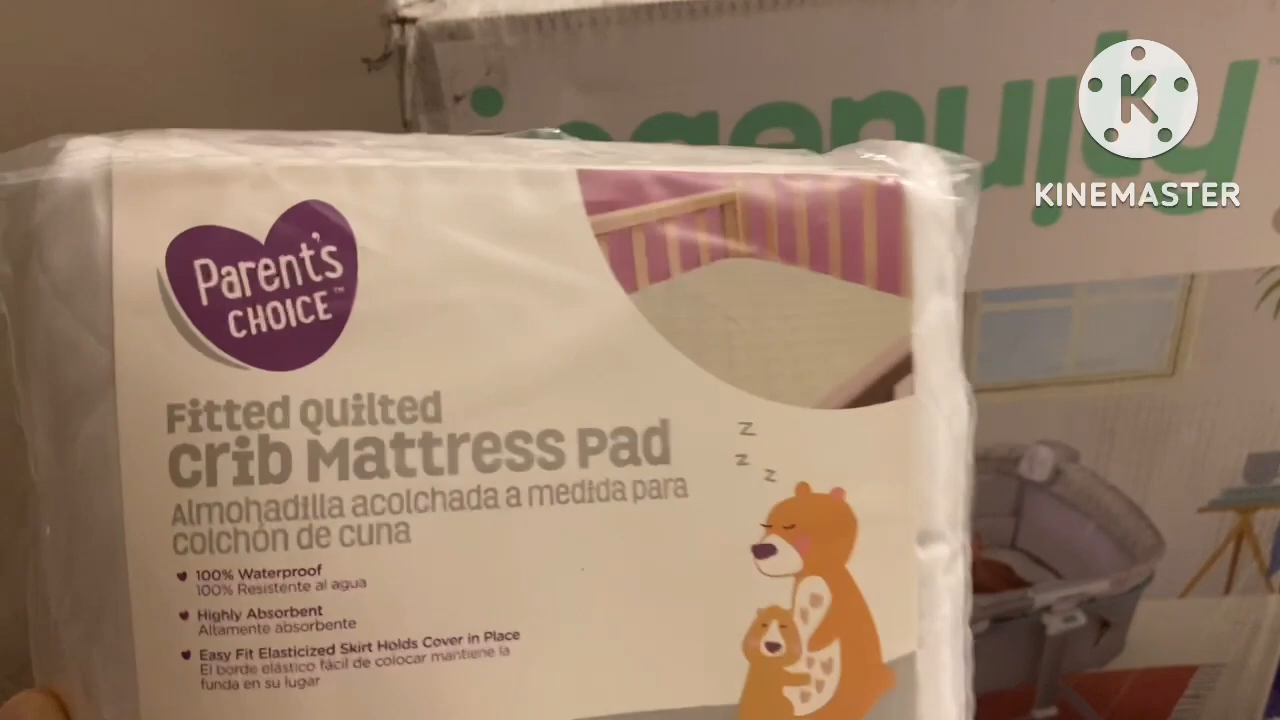 ingenuity
K
KINEMASTER
Parent's
CHOICE™
Fitted Quilted
Crib Mattress Pad
Almohadilla acolchada a medida para
colchón de cuna
100% Waterproof
100% Resistente al agua
Highly Absorbent
Altamente absorbente
Easy Fit Elasticized Skirt Holds Cover in Place
El borde elástico fácil de colocar mantiene la
funda en su lugar
z
z
z